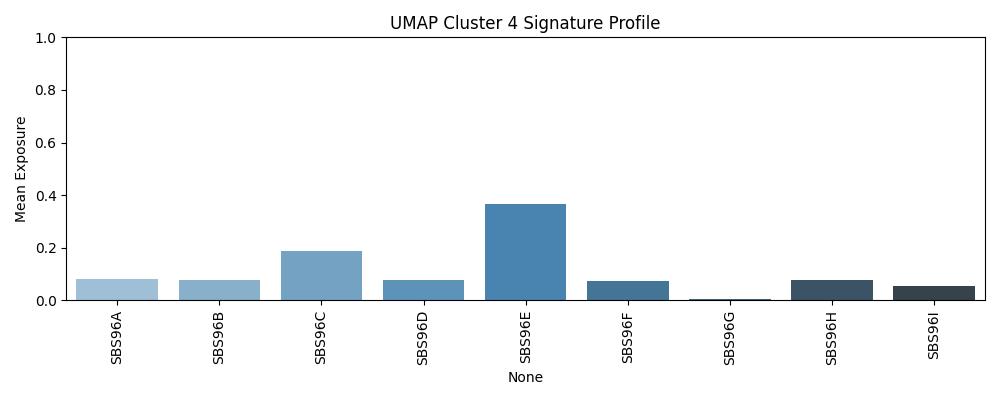 UMAP Cluster 4 Signature Profile
1.0
0.8
0.6
0.4
0.2
0.0
Mean Exposure
SBS96A
SBS96B
SBS96C
SBS96D
SBS96E
SBS96F
SBS96G
SBS96H
SBS96I
None